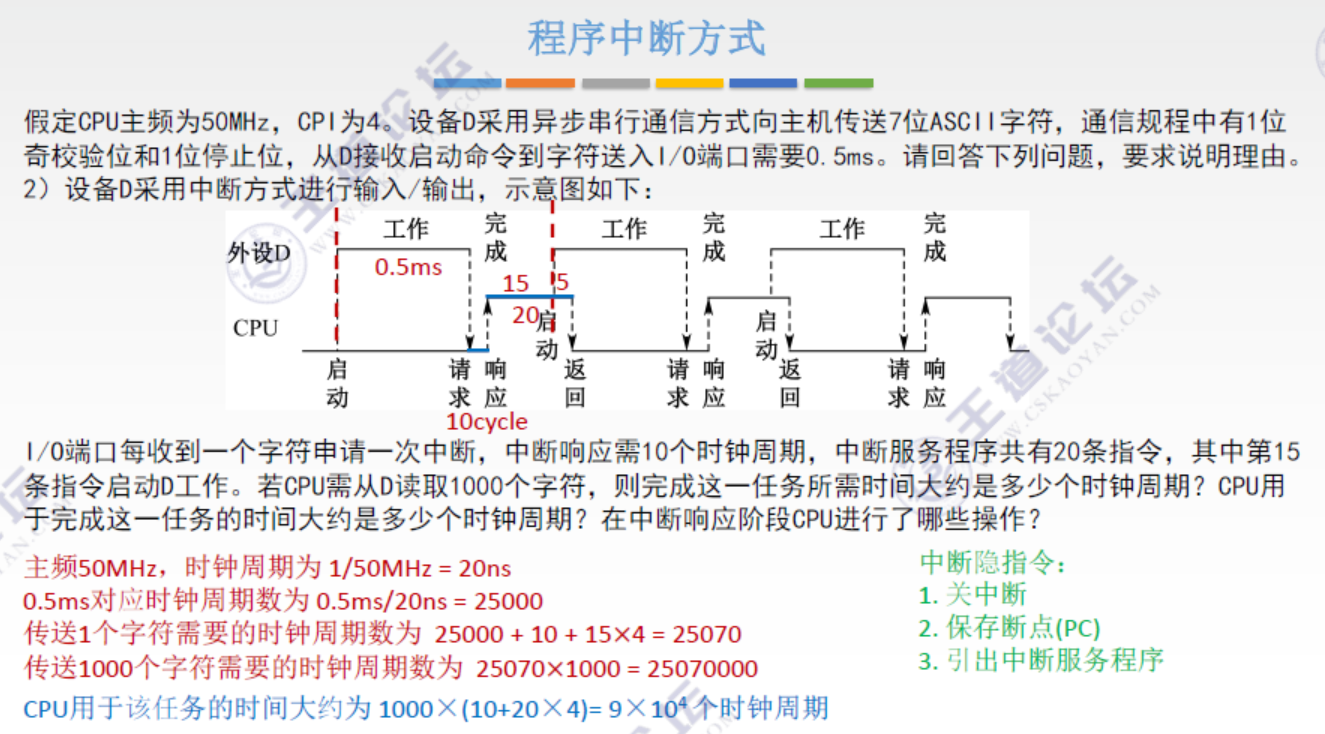 程序中断方式
假定CPU主频为50MHz，CPI为4。设备D采用异步串行通信方式向主机传送7位ASCII字符，通信规程中有1位
奇校验位和1位停止位，从D接收启动命令到字符送入I/O端口需要0.5ms。请回答下列问题，要求说明理由。
2）设备D采用中断方式进行输入/输出，示意图如下：
工作 完成 工作 完成 工作 完成
外设D
0.5ms
15 5
20
CPU
启动 启动
启动 请求 响应 返回 请求 响应 返回 请求 响应
10cycle
I/O端口每收到一个字符申请一次中断，中断响应需10个时钟周期，中断服务程序共有20条指令，其中第15
条指令启动D工作。若CPU需从D读取1000个字符，则完成这一任务所需时间大约是多少个时钟周期？CPU用
于完成这一任务的时间大约是多少个时钟周期？在中断响应阶段CPU进行了哪些操作？
主频50MHz，时钟周期为 1/50MHz = 20ns
0.5ms对应时钟周期数为 0.5ms/20ns = 25000
传送1个字符需要的时钟周期数为 25000 + 10 + 15×4 = 25070
传送1000个字符需要的时钟周期数为 25070×1000 = 25070000
CPU用于该任务的时间大约为 1000×(10+20×4)= 9×10⁴ 个时钟周期
中断隐指令：
1. 关中断
2. 保存断点(PC)
3. 引出中断服务程序
王道论坛
WWW.CSKAOYAN.COM
王道论坛
WWW.CSKAOYAN.COM